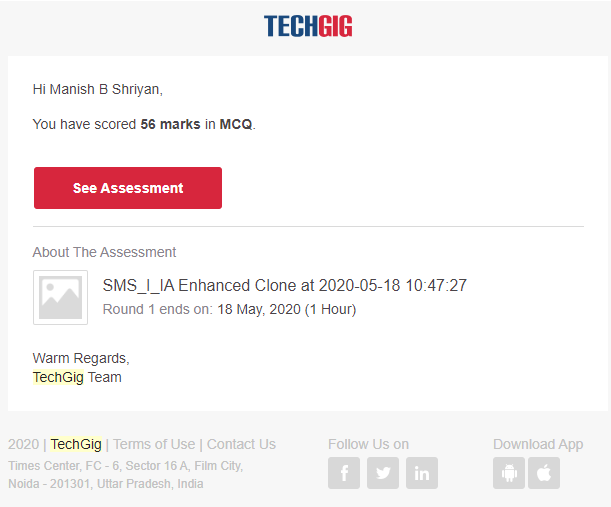 TECHGIG
Hi Manish B Shriyan,
You have scored 56 marks in MCQ.
See Assessment
About The Assessment
SMS_I_IA Enhanced Clone at 2020-05-18 10:47:27
Round 1 ends on: 18 May, 2020 (1 Hour)
Warm Regards,
TechGig Team
2020 | TechGig | Terms of Use | Contact Us
Times Center, FC - 6, Sector 16 A, Film City,
Noida - 201301, Uttar Pradesh, India
Follow Us on
Download App